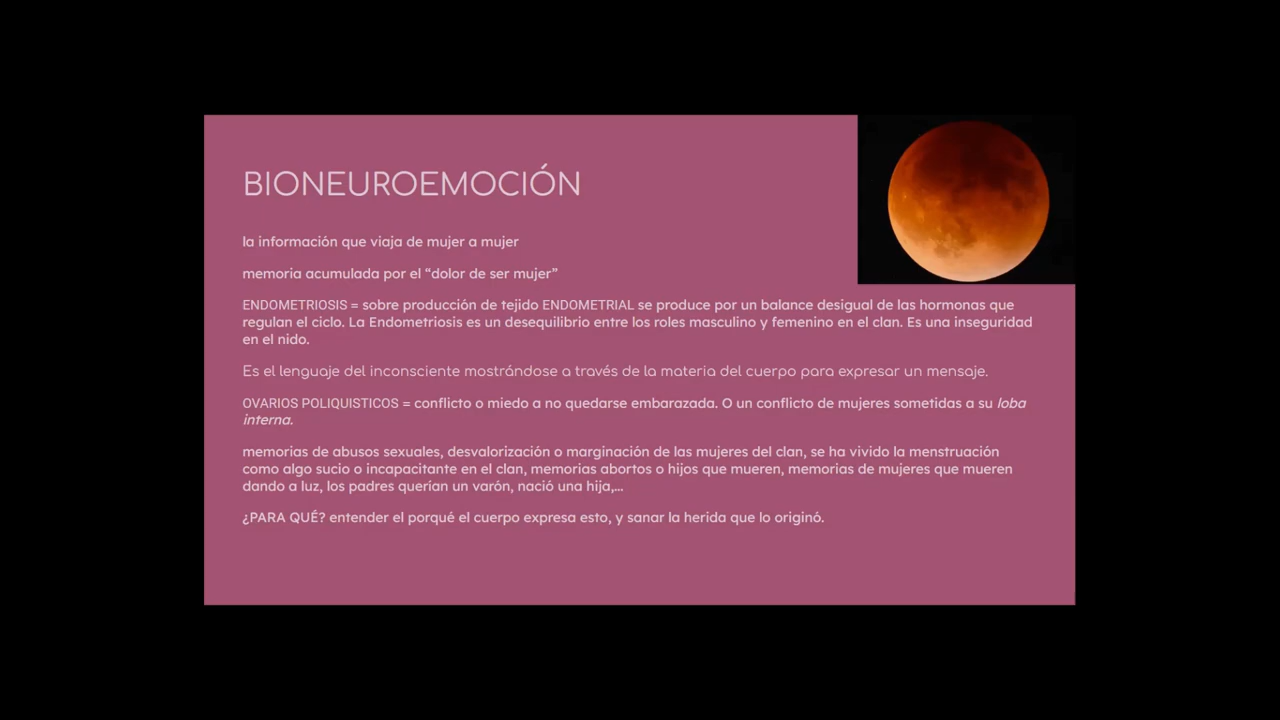 BIONEUROEMOCIÓN
la información que viaja de mujer a mujer
memoria acumulada por el “dolor de ser mujer”
ENDOMETRIOSIS = sobre producción de tejido ENDOMETRIAL se produce por un balance desigual de las hormonas que
regulan el ciclo. La Endometriosis es un desequilibrio entre los roles masculino y femenino en el clan. Es una inseguridad
en el nido.
Es el lenguaje del inconsciente mostrándose a través de la materia del cuerpo para expresar un mensaje.
OVARIOS POLIQUISTICOS = conflicto o miedo a no quedarse embarazada. O un conflicto de mujeres sometidas a su loba
interna.
memorias de abusos sexuales, desvalorización o marginación de las mujeres del clan, se ha vivido la menstruación
como algo sucio o incapacitante en el clan, memorias abortos o hijos que mueren, memorias de mujeres que mueren
dando a luz, los padres querían un varón, nació una hija,...
¿PARA QUÉ? entender el porqué el cuerpo expresa esto, y sanar la herida que lo originó.